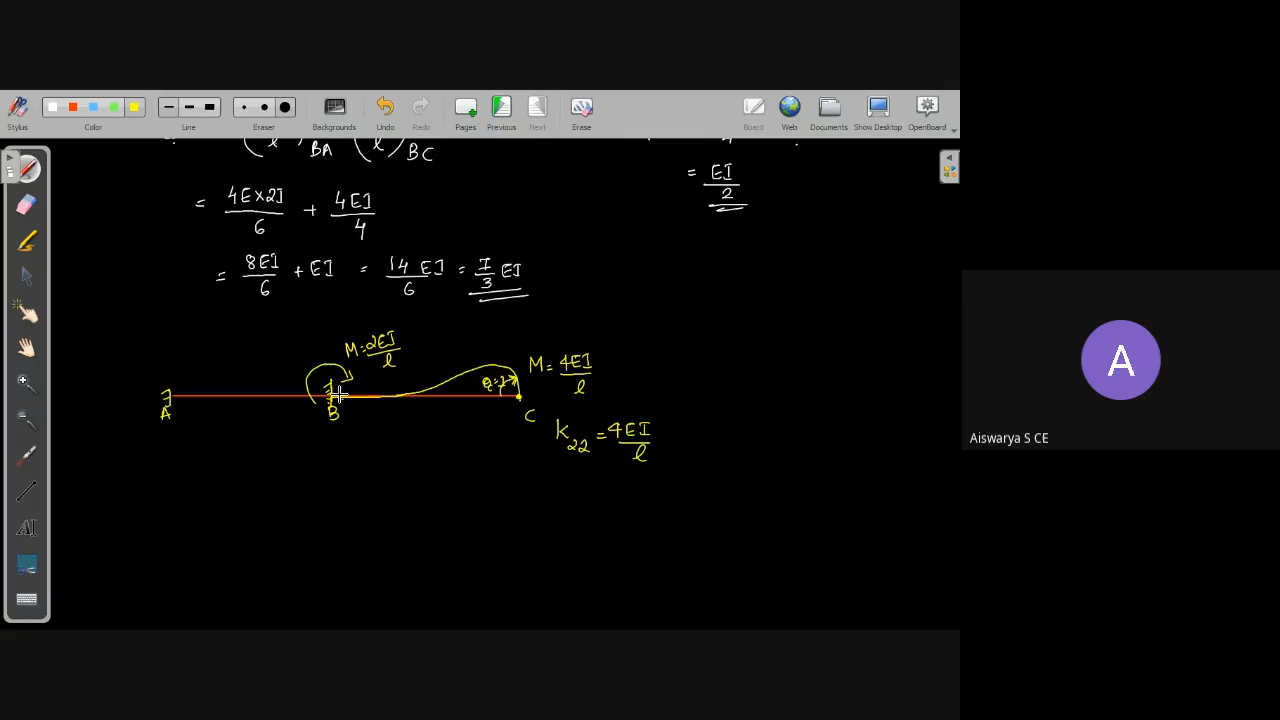 Stylus Color Line Eraser Backgrounds Undo Redo Pages Previous Next Erase Board Web Documents Show Desktop OpenBoard
(l)BA (l)BC
= 4E×2I/6 + 4EI/4
= EI/2
= 8EI/6 + EI = 14 EI/6 = 7/3 EI
M=2EI/l
M=4EI/l
A B C
K22 = 4EI/l
A
Aiswarya S CE